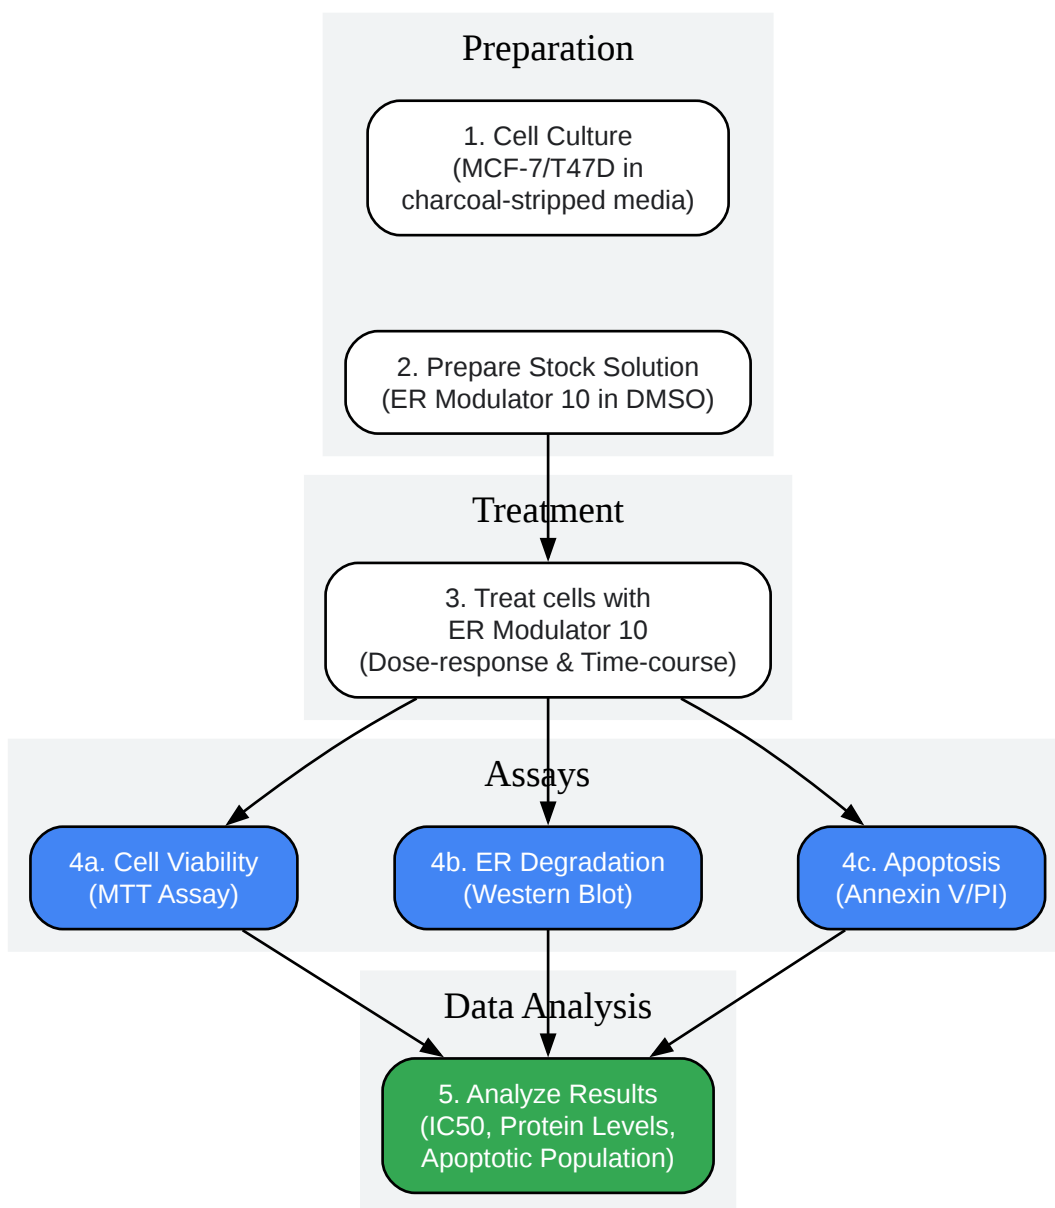 Preparation
1. Cell Culture
(MCF-7/T47D in
charcoal-stripped media)
2. Prepare Stock Solution
(ER Modulator 10 in DMSO)
Treatment
3. Treat cells with
ER Modulator 10
(Dose-response & Time-course)
Assays
4a. Cell Viability
(MTT Assay)
4b. ER Degradation
(Western Blot)
4c. Apoptosis
(Annexin V/PI)
Data Analysis
5. Analyze Results
(IC50, Protein Levels,
Apoptotic Population)